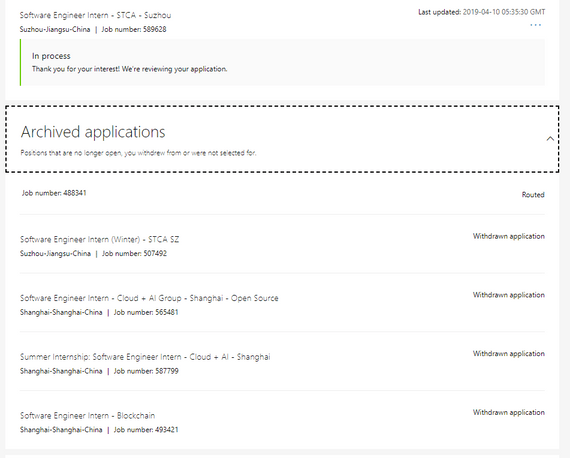 Software Engineer Intern - STCA - Suzhou
Last updated: 2019-04-10 05:35:30 GMT
Suzhou-Jiangsu-China | Job number: 589628
In process
Thank you for your interest! We're reviewing your application.
Archived applications
Positions that are no longer open, you withdrew from or were not selected for.
Job number: 488341
Routed
Software Engineer Intern (Winter) - STCA SZ
Withdrawn application
Suzhou-Jiangsu-China | Job number: 507492
Software Engineer Intern - Cloud + AI Group - Shanghai - Open Source
Withdrawn application
Shanghai-Shanghai-China | Job number: 565481
Summer Internship: Software Engineer Intern - Cloud + AI - Shanghai
Withdrawn application
Shanghai-Shanghai-China | Job number: 587799
Software Engineer Intern - Blockchain
Withdrawn application
Shanghai-Shanghai-China | Job number: 493421